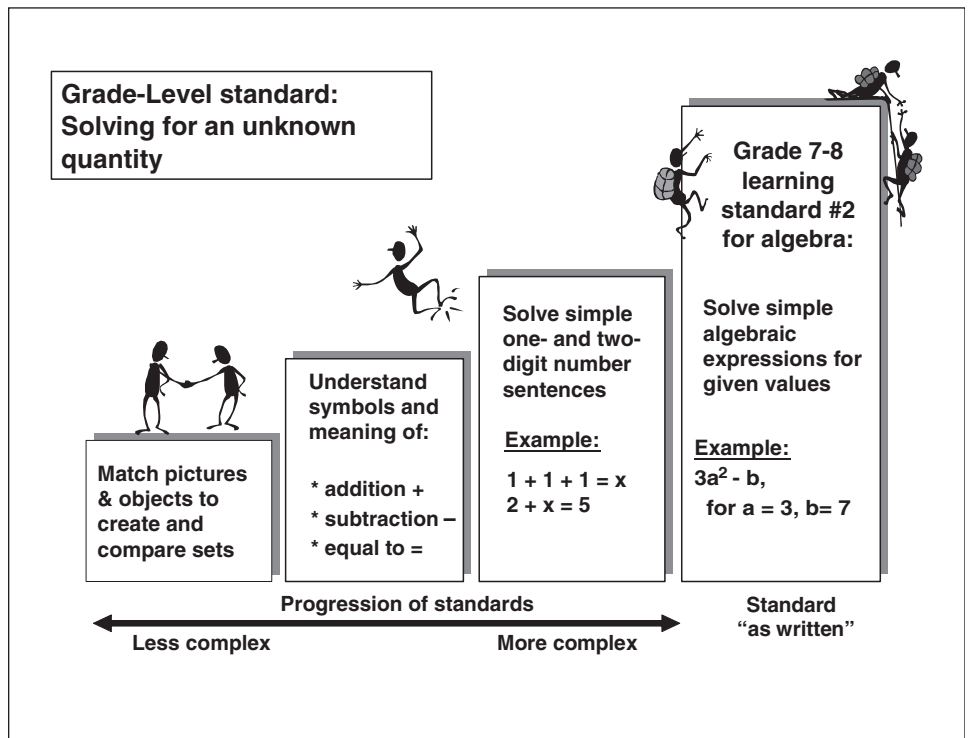 Grade-Level standard:
Solving for an unknown
quantity
Match pictures
& objects to
create and
compare sets
Understand
symbols and
meaning of:
* addition +
* subtraction –
* equal to =
Solve simple
one- and two-
digit number
sentences
Example:
1 + 1 + 1 = x
2 + x = 5
Grade 7-8
learning
standard #2
for algebra:
Solve simple
algebraic
expressions for
given values
Example:
3a² - b,
for a = 3, b= 7
Progression of standards
Less complex
More complex
Standard
“as written”